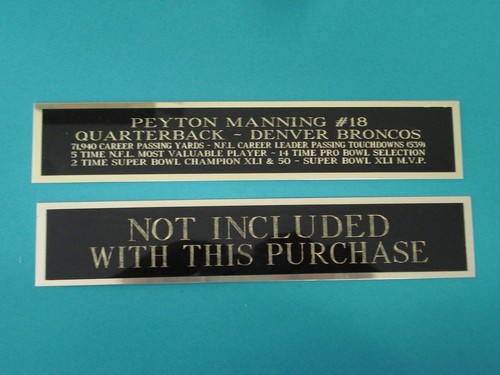 PEYTON MANNING #18
QUARTERBACK - DENVER BRONCOS
71,940 CAREER PASSING YARDS - N.F.L. CAREER LEADER PASSING TOUCHDOWNS (539)
5 TIME N.F.L. MOST VALUABLE PLAYER - 14 TIME PRO BOWL SELECTION
2 TIME SUPER BOWL CHAMPION XLI & 50 - SUPER BOWL XLI M.V.P.
NOT INCLUDED
WITH THIS PURCHASE